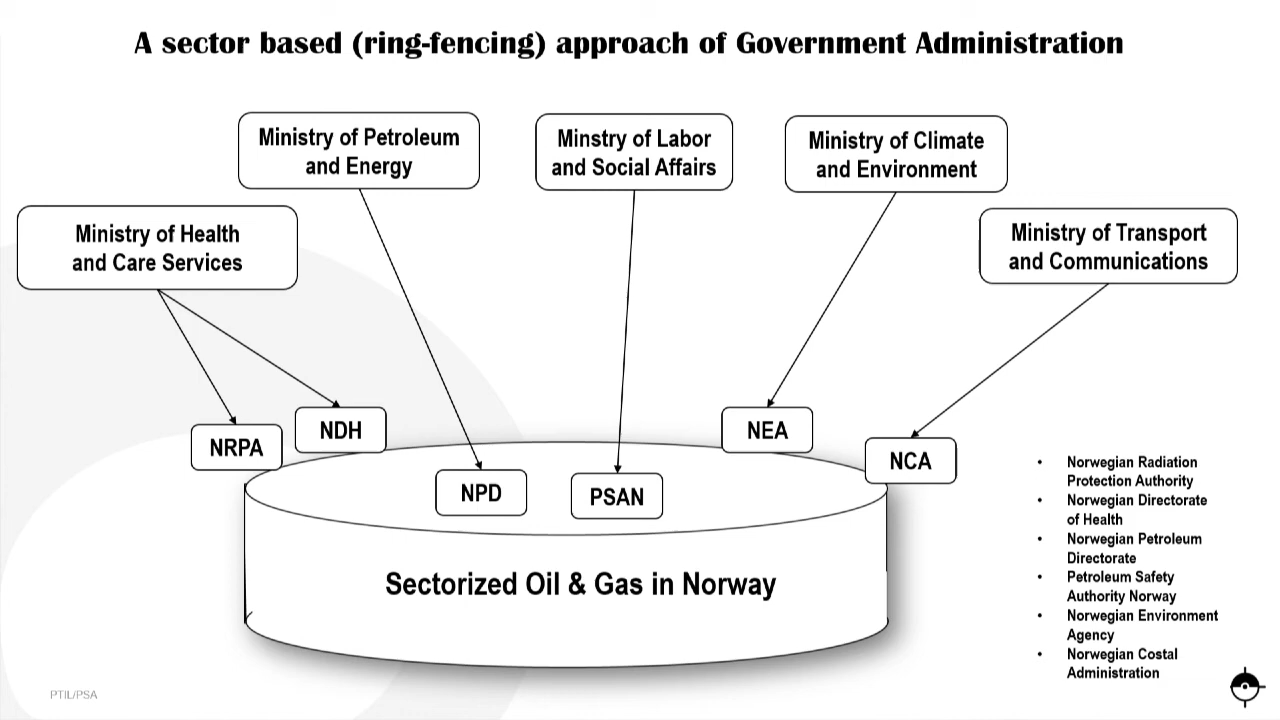 A sector based (ring-fencing) approach of Government Administration
Ministry of Petroleum
and Energy
Minstry of Labor
and Social Affairs
Ministry of Climate
and Environment
Ministry of Health
and Care Services
Ministry of Transport
and Communications
NRPA
NDH
NPD
PSAN
NEA
NCA
Sectorized Oil & Gas in Norway
• Norwegian Radiation
Protection Authority
• Norwegian Directorate
of Health
• Norwegian Petroleum
Directorate
• Petroleum Safety
Authority Norway
• Norwegian Environment
Agency
• Norwegian Costal
Administration
PTIL/PSA